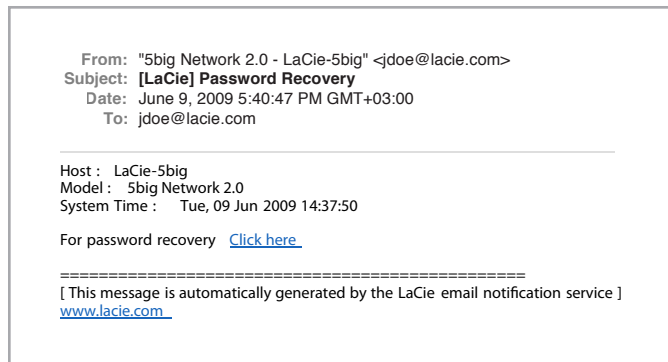 From: "5big Network 2.0 - LaCie-5big" <jdoe@lacie.com>
Subject: [LaCie] Password Recovery
Date: June 9, 2009 5:40:47 PM GMT+03:00
To: jdoe@lacie.com
Host : LaCie-5big
Model : 5big Network 2.0
System Time : Tue, 09 Jun 2009 14:37:50
For password recovery Click here
================================================
[ This message is automatically generated by the LaCie email notification service ]
www.lacie.com